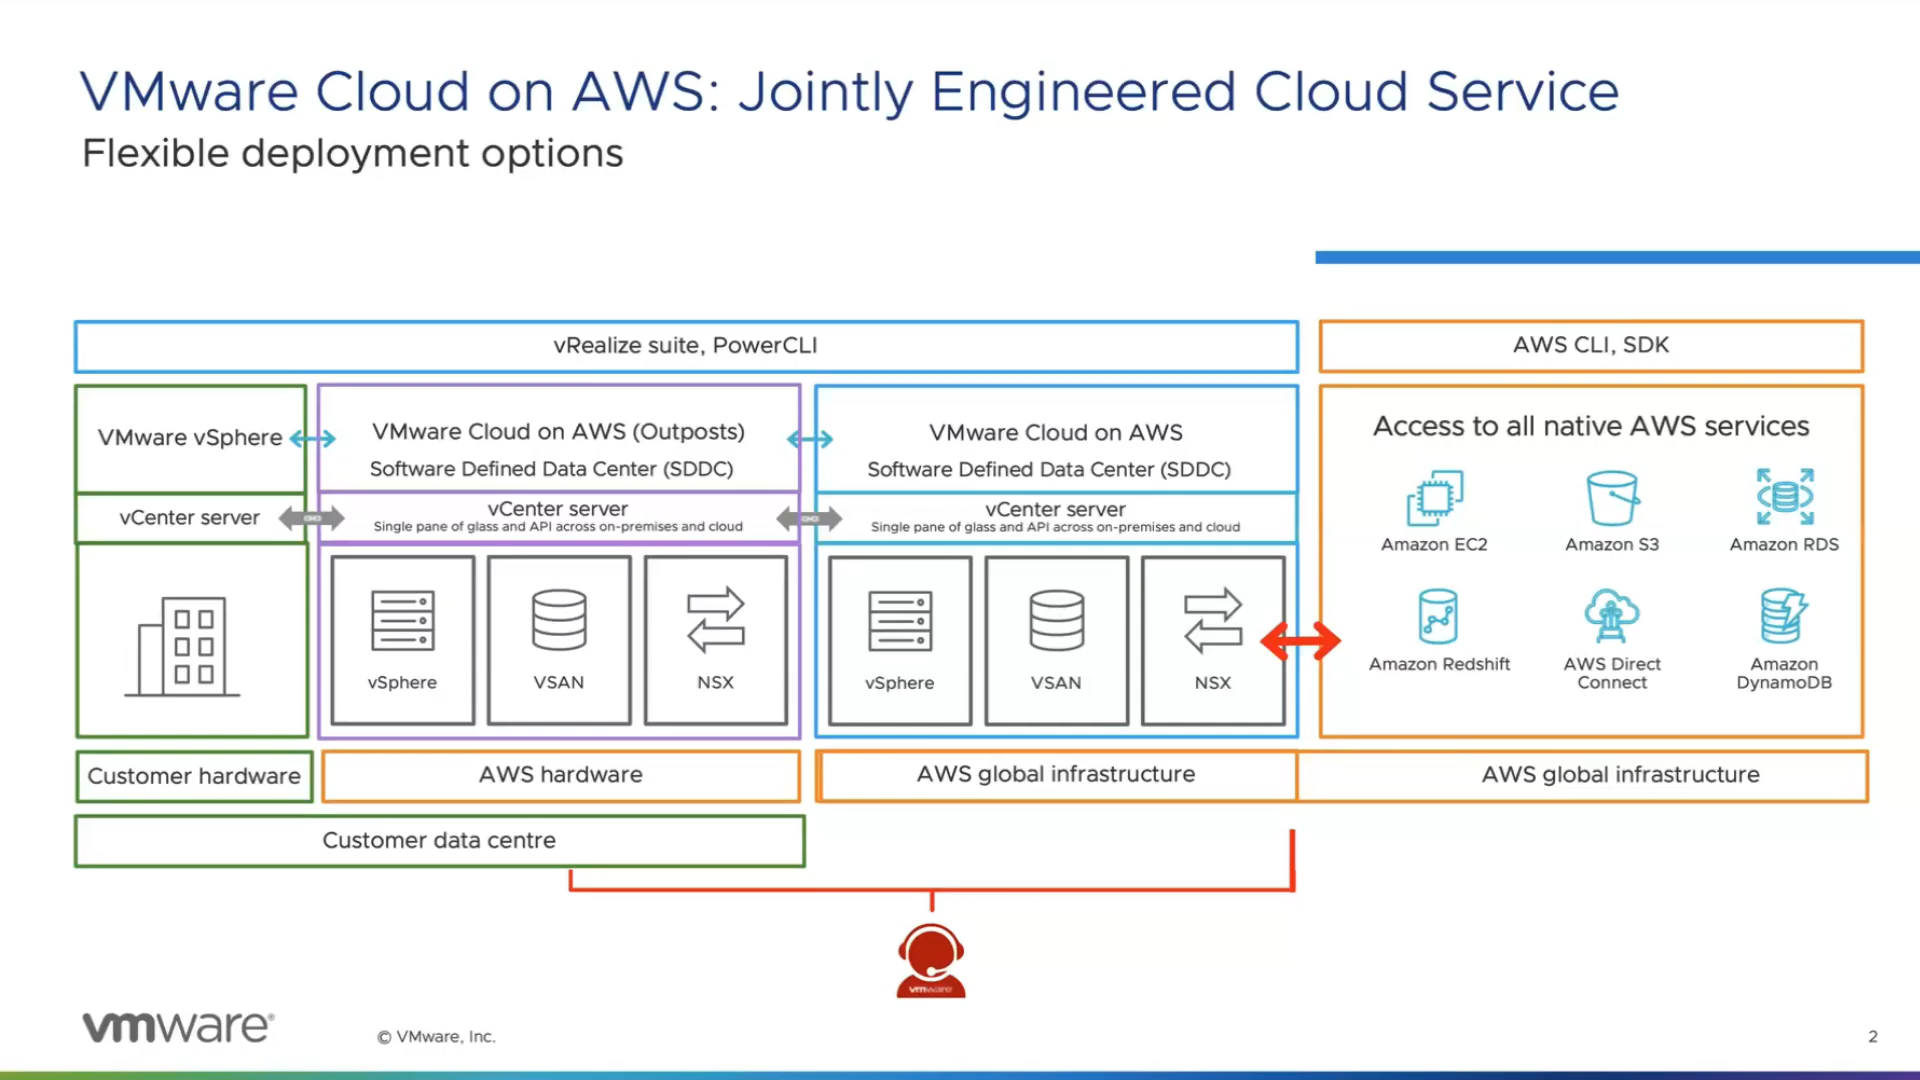 VMware Cloud on AWS: Jointly Engineered Cloud Service
Flexible deployment options
vRealize suite, PowerCLI
AWS CLI, SDK
VMware vSphere
VMware Cloud on AWS (Outposts)
Software Defined Data Center (SDDC)
VMware Cloud on AWS
Software Defined Data Center (SDDC)
Access to all native AWS services
vCenter server
vCenter server
Single pane of glass and API across on-premises and cloud
vCenter server
Single pane of glass and API across on-premises and cloud
Amazon EC2
Amazon S3
Amazon RDS
vSphere
VSAN
NSX
vSphere
VSAN
NSX
Amazon Redshift
AWS Direct
Connect
Amazon
DynamoDB
Customer hardware
AWS hardware
AWS global infrastructure
AWS global infrastructure
Customer data centre
vmware
vmware®
© VMware, Inc.
2